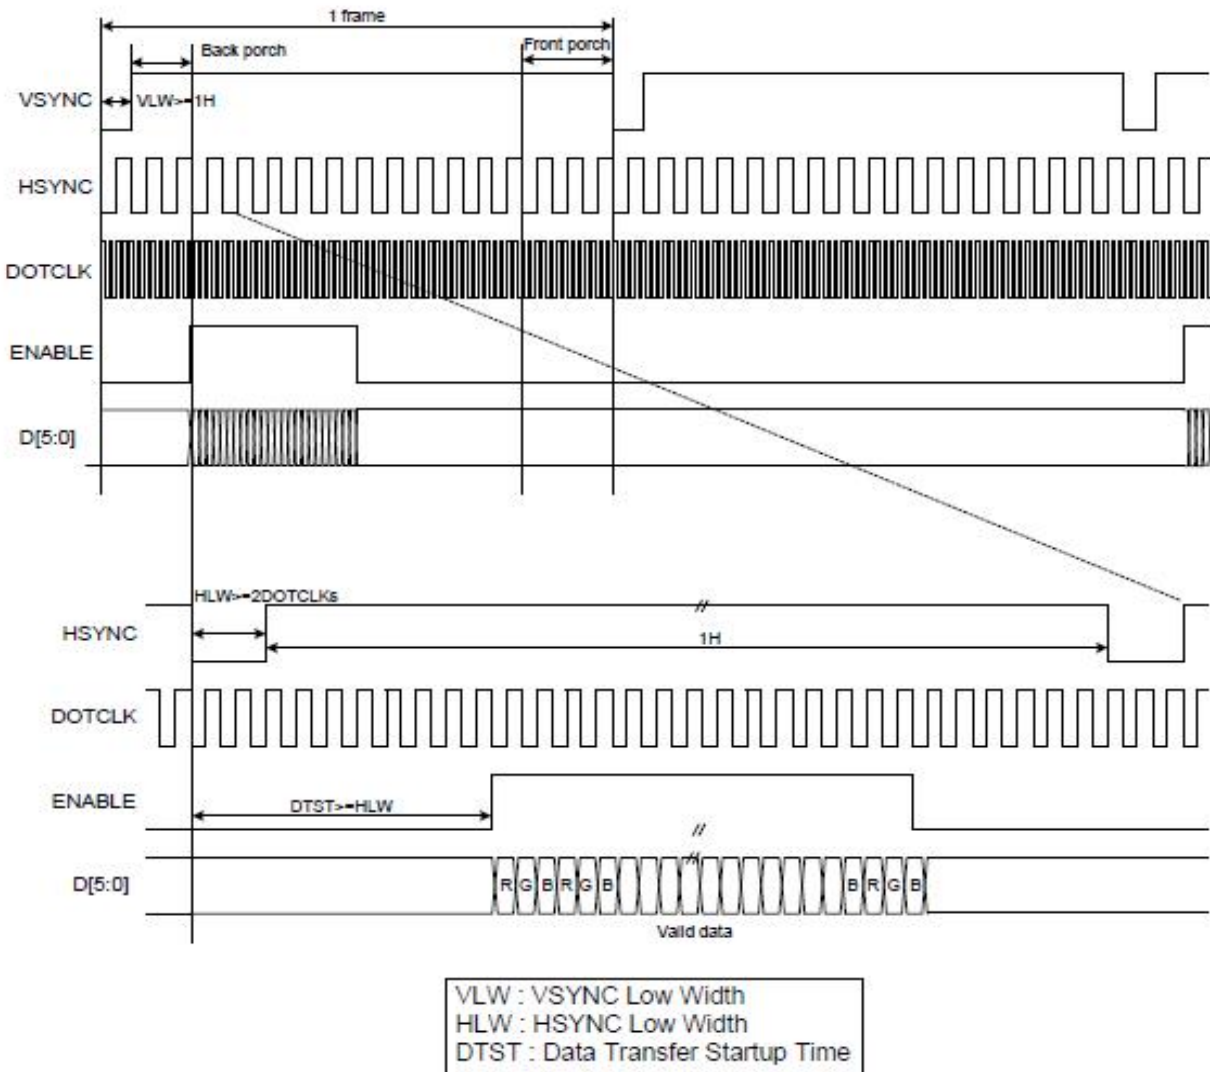 1 frame
Back porch
Front porch
VSYNC
VLW>=1H
HSYNC
DOTCLK
ENABLE
D[5:0]
HLW>=2DOTCLKs
//
HSYNC
1H
DOTCLK
ENABLE
DTST>=HLW
//
//
D[5:0]
R G B R G B B R G B
Vaild data
VLW : VSYNC Low Width
HLW : HSYNC Low Width
DTST : Data Transfer Startup Time